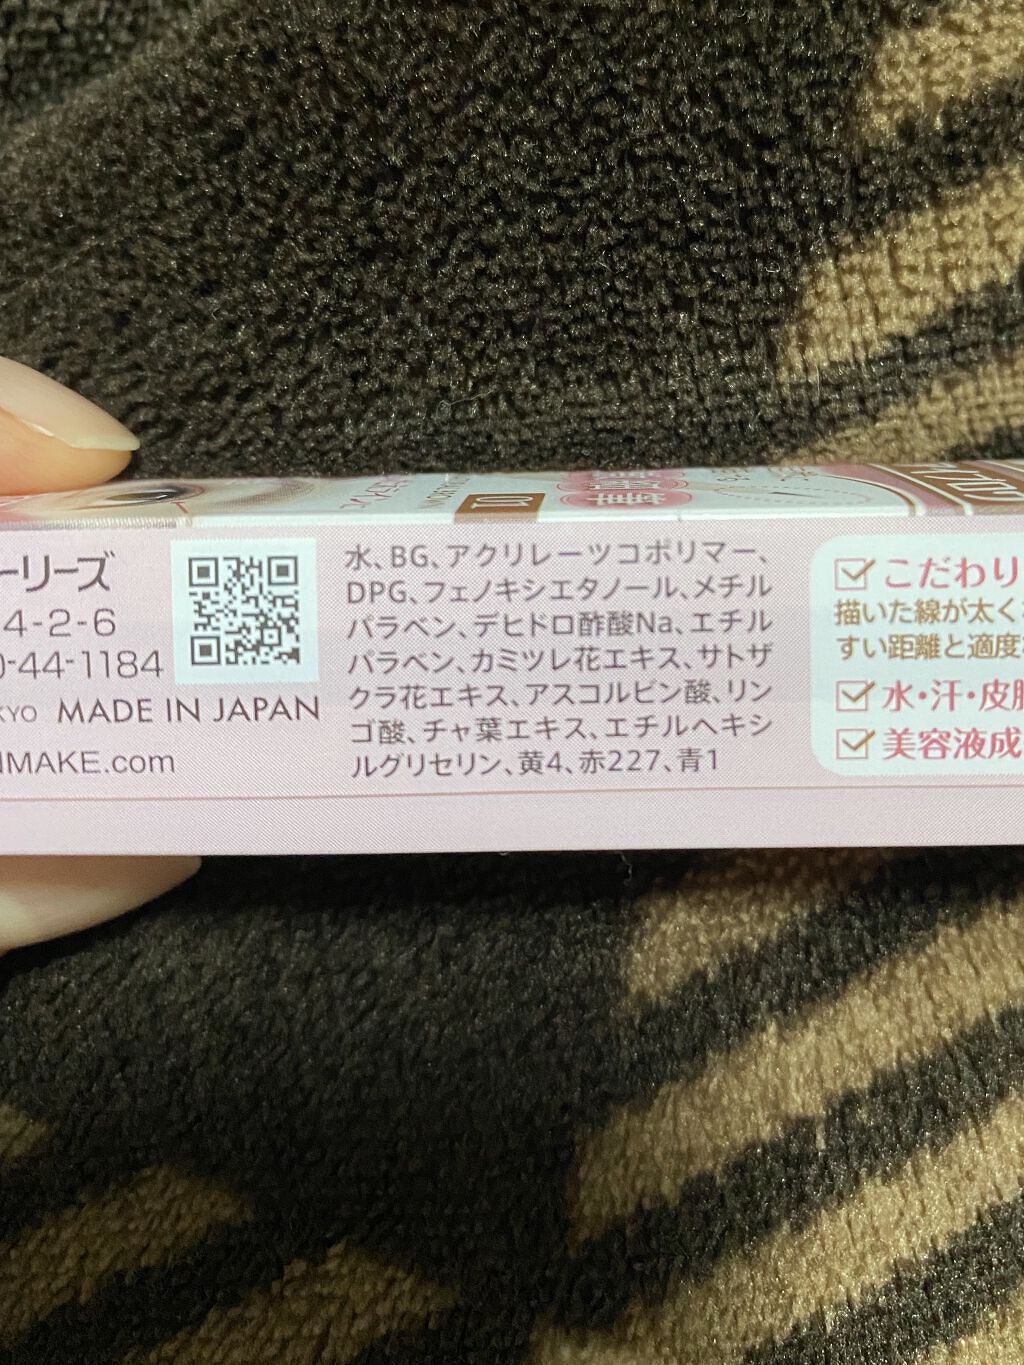 01
ーリーズ
4-2-6
0-44-1184
KYO MADE IN JAPAN
NMAKE.com
水、BG、アクリレーツコポリマー、
DPG、フェノキシエタノール、メチル
パラベン、デヒドロ酢酸Na、エチル
パラベン、カミツレ花エキス、サトザ
クラ花エキス、アスコルビン酸、リン
ゴ酸、チャ葉エキス、エチルヘキシ
ルグリセリン、黄4、赤227、青1
こだわり
描いた線が太く
すい距離と適度
水・汗・皮脂
美容液成